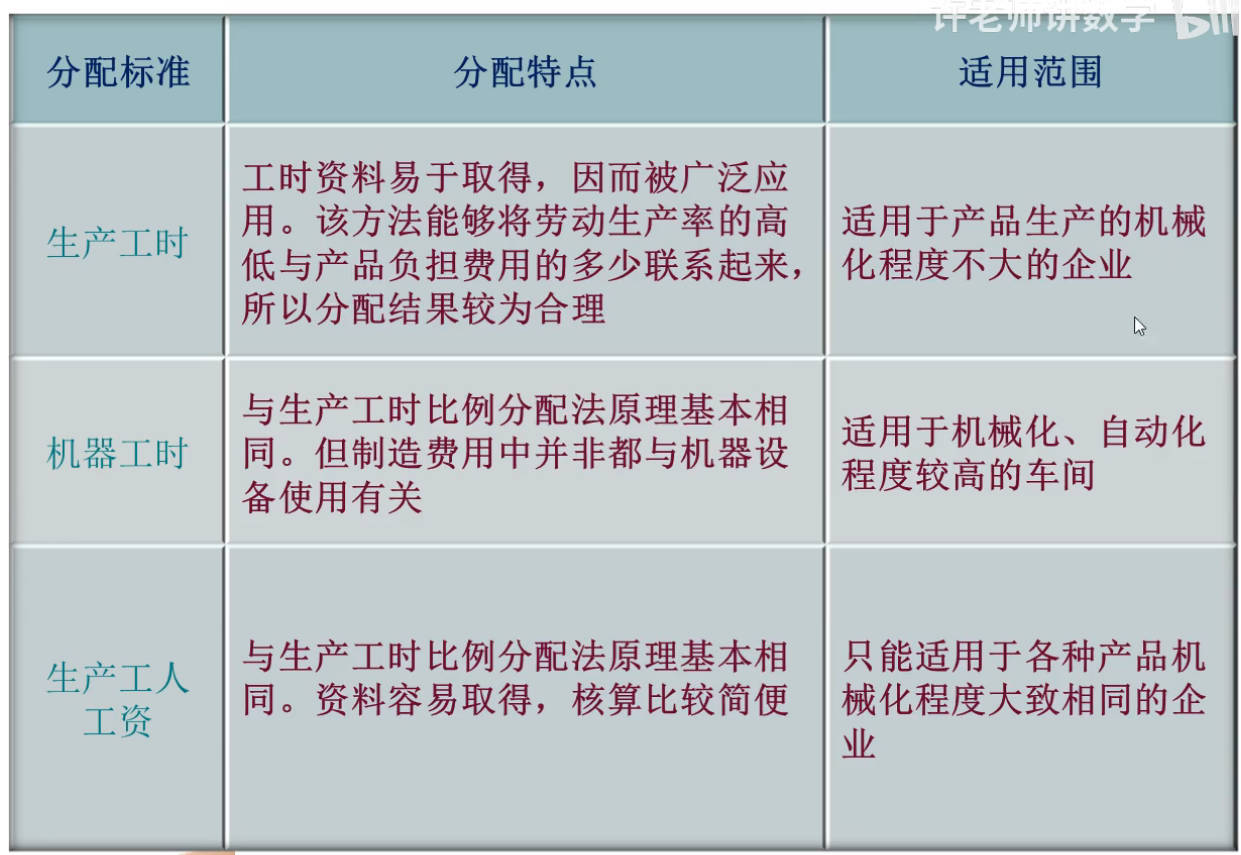 许老师讲数学 bili
分配标准
分配特点
适用范围
生产工时
工时资料易于取得，因而被广泛应
用。该方法能够将劳动生产率的高
低与产品负担费用的多少联系起来，
所以分配结果较为合理
适用于产品生产的机械
化程度不大的企业
机器工时
与生产工时比例分配法原理基本相
同。但制造费用中并非都与机器设
备使用有关
适用于机械化、自动化
程度较高的车间
生产工人
工资
与生产工时比例分配法原理基本相
同。资料容易取得，核算比较简便
只能适用于各种产品机
械化程度大致相同的企
业